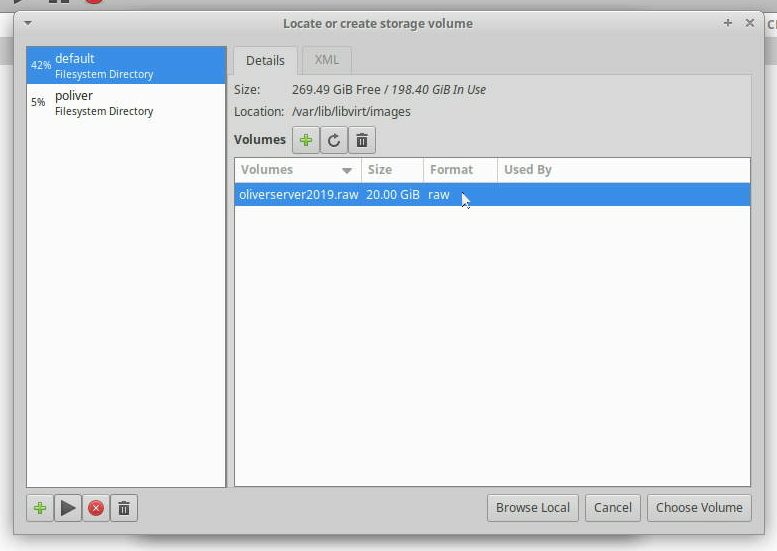 Locate or create storage volume
42% default
Filesystem Directory
5% poliver
Filesystem Directory
Details XML
Size: 269.49 GiB Free / 198.40 GiB In Use
Location: /var/lib/libvirt/images
Volumes
Volumes Size Format Used By
oliverserver2019.raw 20.00 GiB raw
Browse Local Cancel Choose Volume